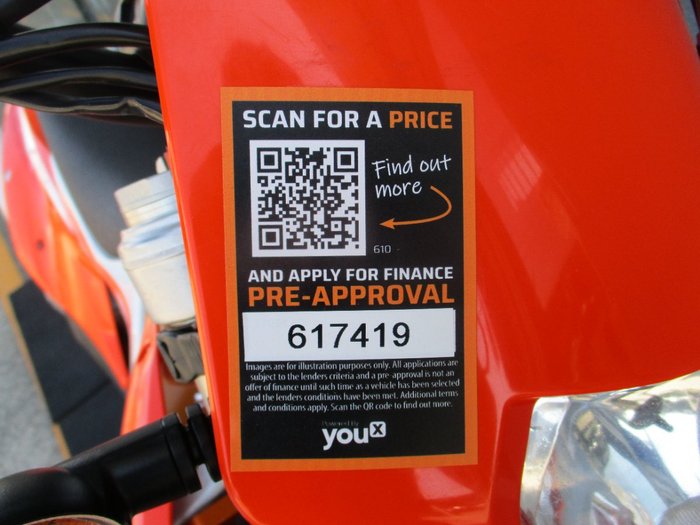 SCAN FOR A PRICE
Find out
more
610
AND APPLY FOR FINANCE
PRE-APPROVAL
617419
Images are for illustration purposes only. All applications are
subject to the lenders criteria and a pre-approval is not an
offer of finance until such time as a vehicle has been selected
and the lenders conditions have been met. Additional terms
and conditions apply. Scan the QR code to find out more.
Powered by
youX